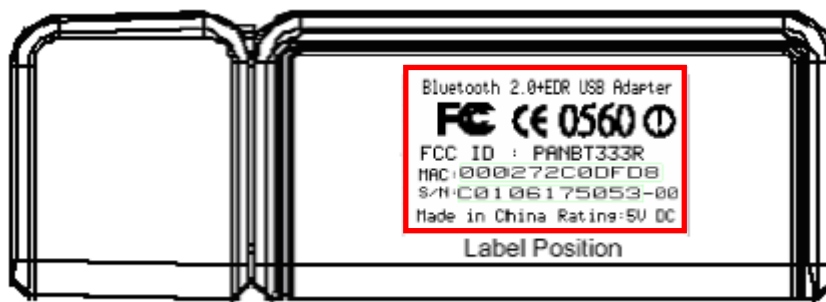 Bluetooth 2.0+EDR USB Adapter
FC CE 0560
FCC ID : PANBT333R
MAC:000272C0DFD8
S/N:C0106175053-00
Made in China Rating:5V DC
Label Position